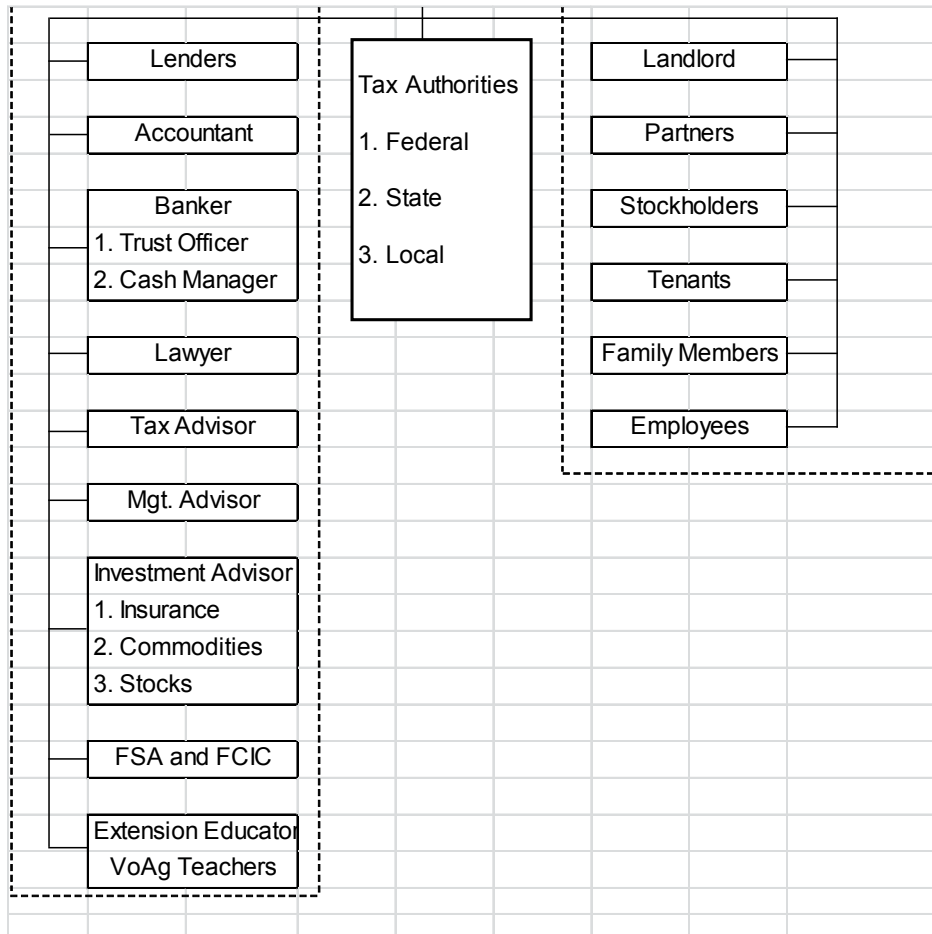 Lenders
Accountant
Banker
1. Trust Officer
2. Cash Manager
Lawyer
Tax Advisor
Mgt. Advisor
Investment Advisor
1. Insurance
2. Commodities
3. Stocks
FSA and FCIC
Extension Educator
VoAg Teachers
Tax Authorities
1. Federal
2. State
3. Local
Landlord
Partners
Stockholders
Tenants
Family Members
Employees